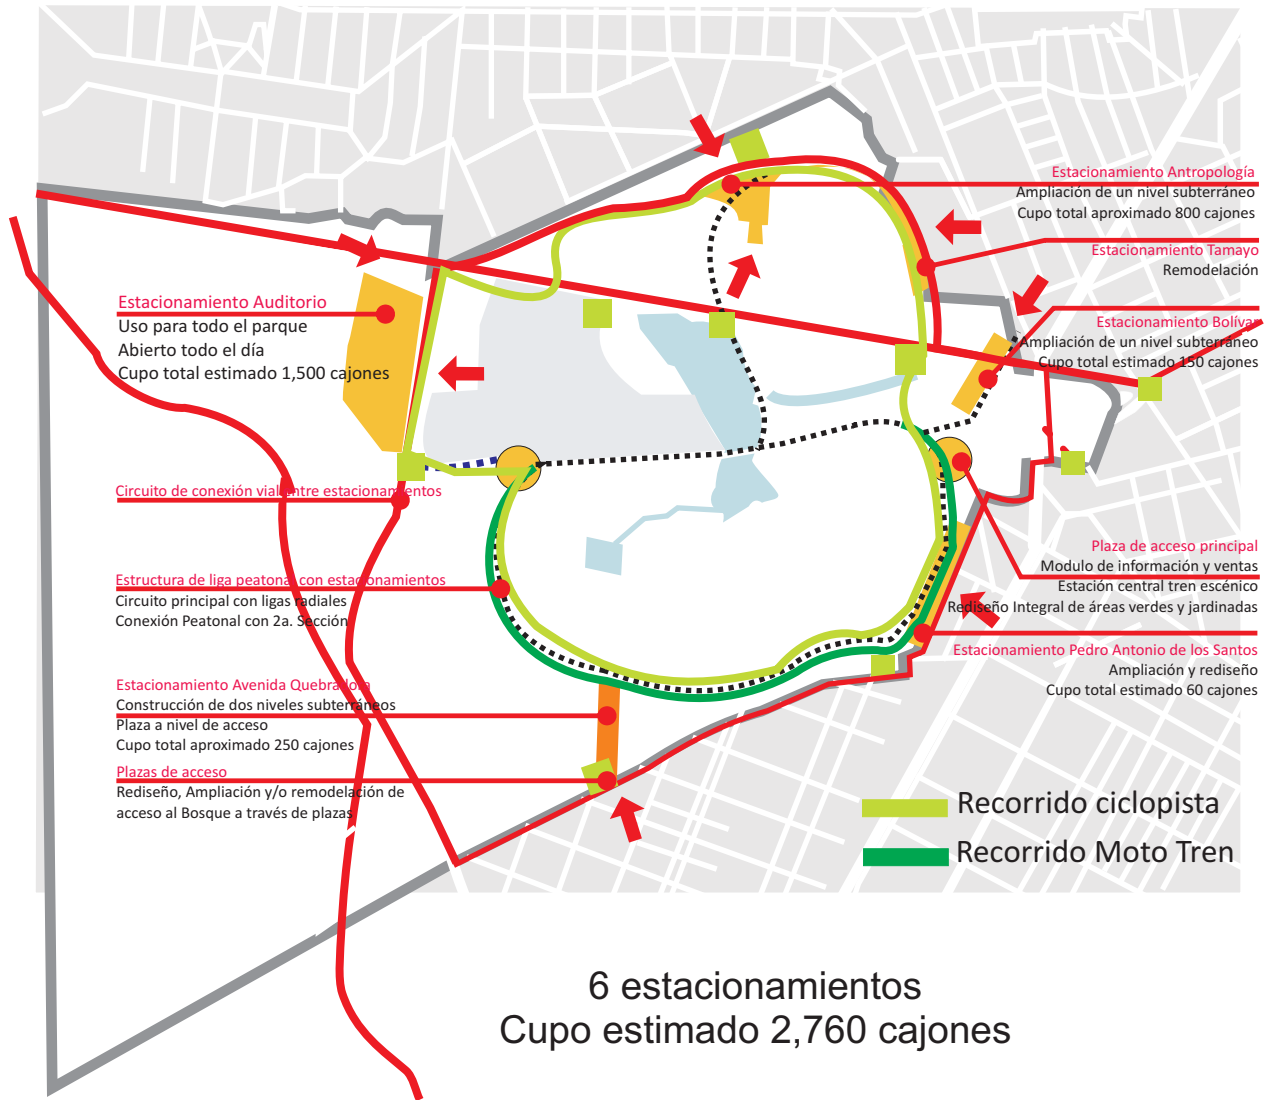 Estacionamiento Antropología
Ampliación de un nivel subterráneo
Cupo total aproximado 800 cajones
Estacionamiento Tamayo
Remodelación
Estacionamiento Bolívar
Ampliación de un nivel subterráneo
Cupo total estimado 150 cajones
Estacionamiento Auditorio
Uso para todo el parque
Abierto todo el día
Cupo total estimado 1,500 cajones
Circuito de conexión vial entre estacionamientos
Estructura de liga peatonal con estacionamientos
Circuito principal con ligas radiales
Conexión Peatonal con 2a. Sección
Estacionamiento Avenida Quebradora
Construcción de dos niveles subterráneos
Plaza a nivel de acceso
Cupo total aproximado 250 cajones
Plazas de acceso
Rediseño, Ampliación y/o remodelación de
acceso al Bosque a través de plazas
Plaza de acceso principal
Modulo de información y ventas
Estación central tren escénico
Rediseño Integral de áreas verdes y jardinadas
Estacionamiento Pedro Antonio de los Santos
Ampliación y rediseño
Cupo total estimado 60 cajones
Recorrido ciclopista
Recorrido Moto Tren
6 estacionamientos
Cupo estimado 2,760 cajones